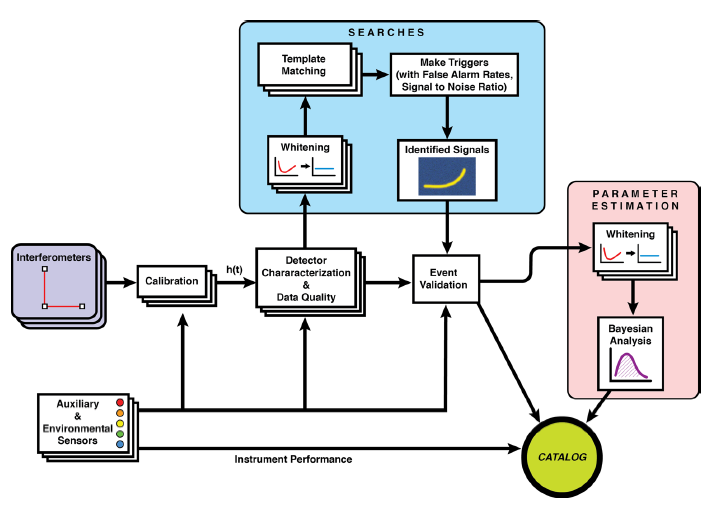 SEARCHES
Template
Matching
Make Triggers
(with False Alarm Rates,
Signal to Noise Ratio)
Whitening
Identified Signals
PARAMETER
ESTIMATION
Whitening
Interferometers
Calibration
h(t)
Detector
Chararacterization
&
Data Quality
Event
Validation
Bayesian
Analysis
Auxiliary
&
Environmental
Sensors
Instrument Performance
CATALOG